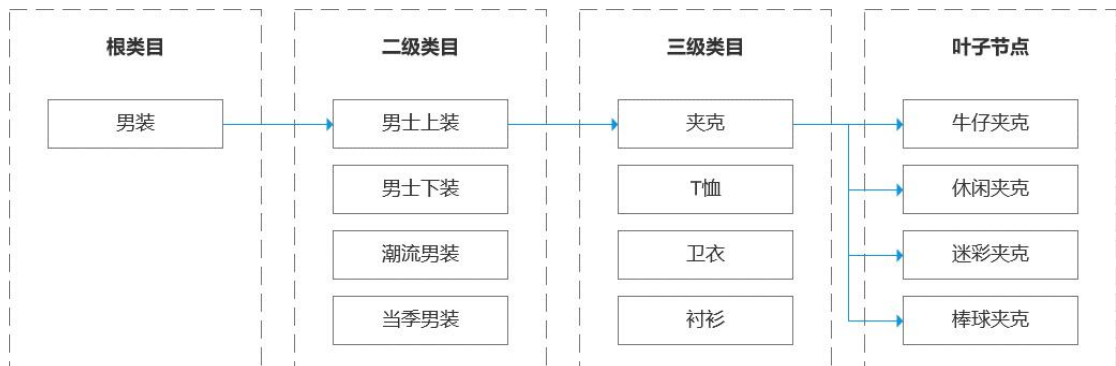 根类目
二级类目
三级类目
叶子节点
男装
男士上装
夹克
牛仔夹克
男士下装
T恤
休闲夹克
潮流男装
卫衣
迷彩夹克
当季男装
衬衫
棒球夹克